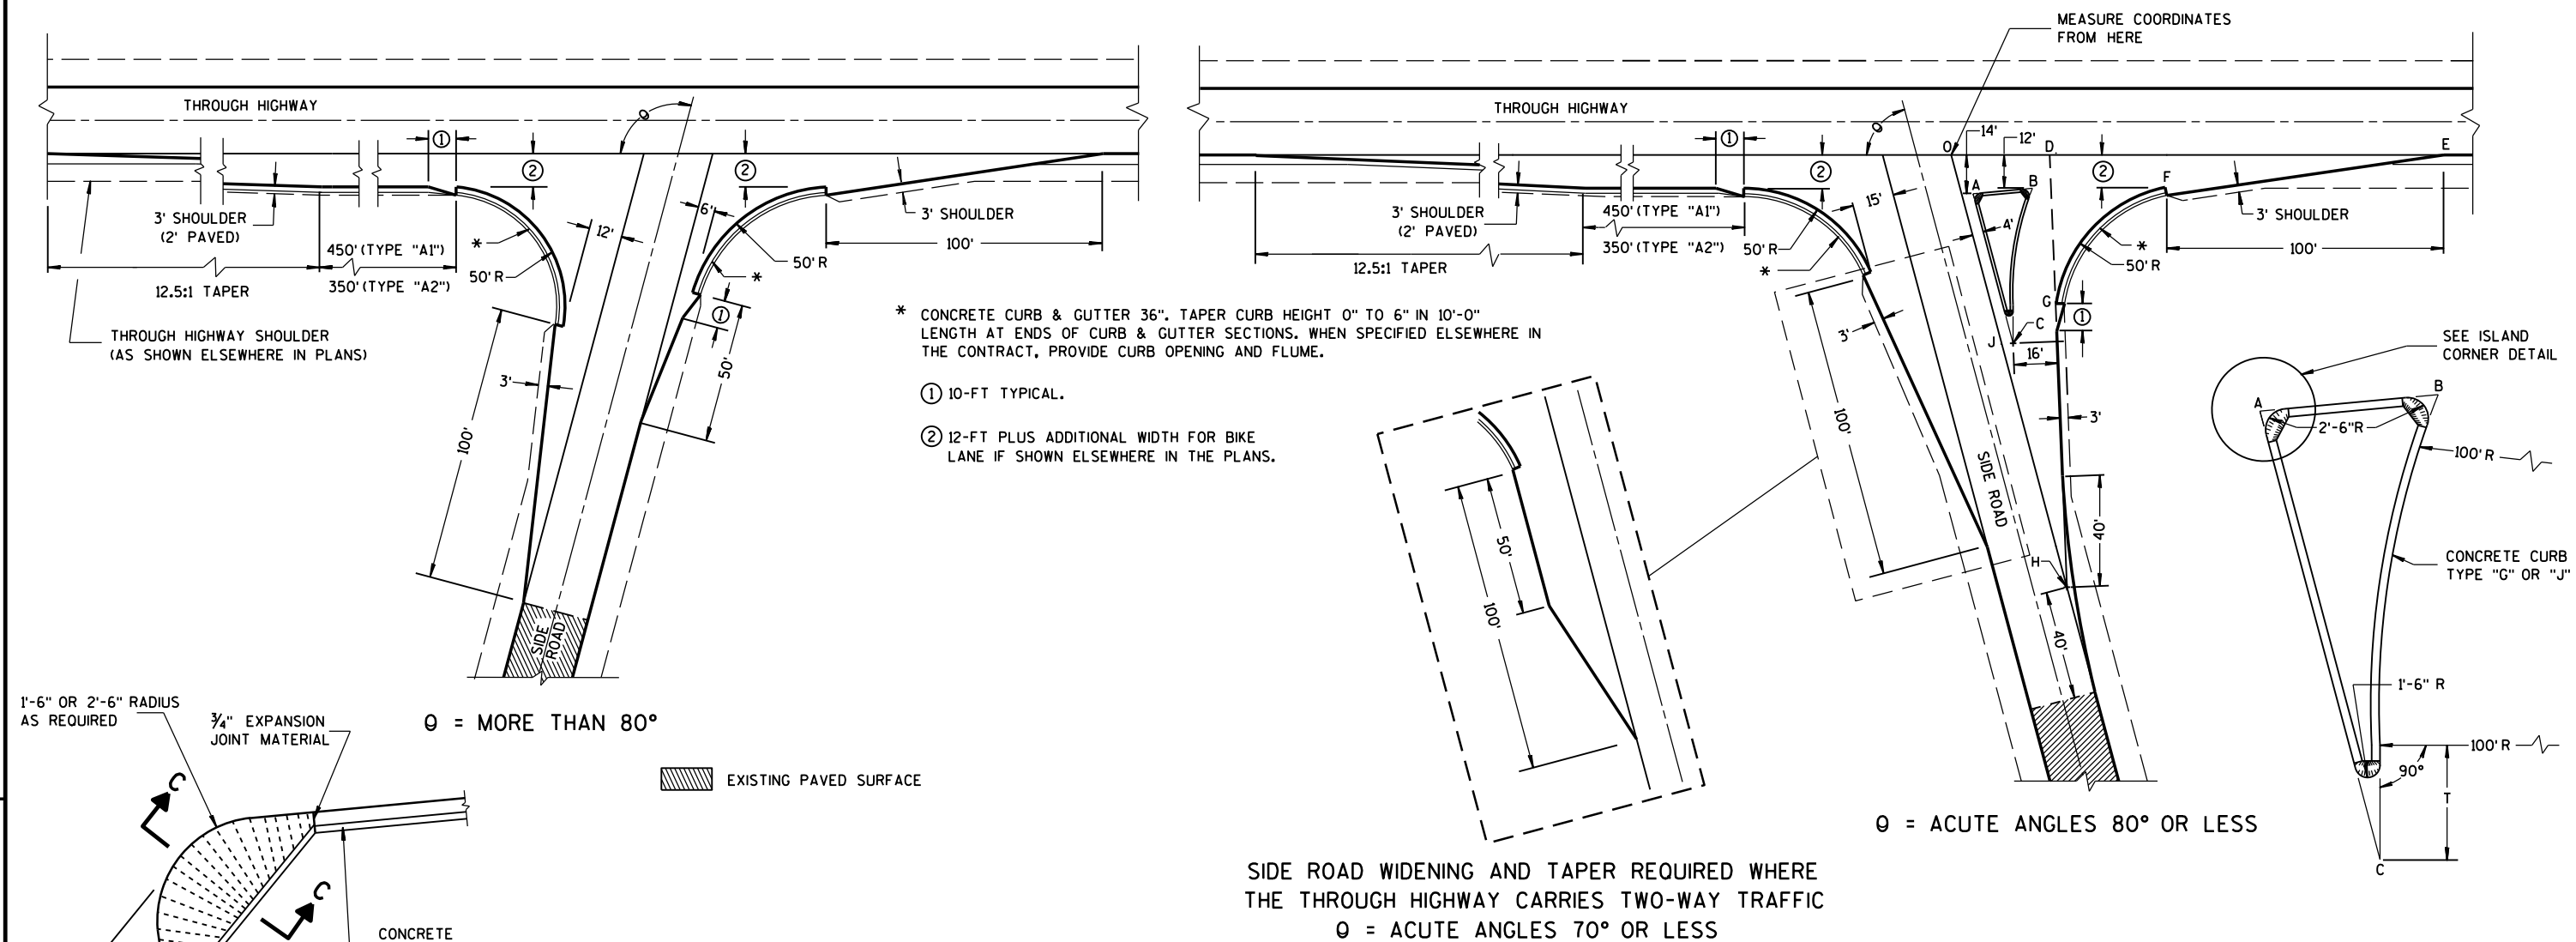 THROUGH HIGHWAY
①
②
②
θ
3' SHOULDER
(2' PAVED)
450' (TYPE "A1")
350' (TYPE "A2")
12.5:1 TAPER
*
50' R
12'
6'
50' R
*
3' SHOULDER
100'
①
50'
3'
100'
THROUGH HIGHWAY SHOULDER
(AS SHOWN ELSEWHERE IN PLANS)
SIDE
ROAD
θ = MORE THAN 80°
* CONCRETE CURB & GUTTER 36". TAPER CURB HEIGHT 0" TO 6" IN 10'-0"
LENGTH AT ENDS OF CURB & GUTTER SECTIONS. WHEN SPECIFIED ELSEWHERE IN
THE CONTRACT, PROVIDE CURB OPENING AND FLUME.
① 10-FT TYPICAL.
② 12-FT PLUS ADDITIONAL WIDTH FOR BIKE
LANE IF SHOWN ELSEWHERE IN THE PLANS.
EXISTING PAVED SURFACE
1'-6" OR 2'-6" RADIUS
AS REQUIRED
¾" EXPANSION
JOINT MATERIAL
C
C
CONCRETE
MEASURE COORDINATES
FROM HERE
THROUGH HIGHWAY
①
②
θ
O
14'
12'
D
②
E
A
B
F
4'
15'
3' SHOULDER
(2' PAVED)
450' (TYPE "A1")
350' (TYPE "A2")
12.5:1 TAPER
50' R
*
3' SHOULDER
100'
*
50' R
G
①
C
J
16'
3'
3'
100'
SIDE ROAD
40'
H
40'
50'
100'
SEE ISLAND
CORNER DETAIL
A
B
2'-6"R
100' R
CONCRETE CURB
TYPE "G" OR "J"
1'-6" R
100' R
90°
T
C
θ = ACUTE ANGLES 80° OR LESS
SIDE ROAD WIDENING AND TAPER REQUIRED WHERE
THE THROUGH HIGHWAY CARRIES TWO-WAY TRAFFIC
θ = ACUTE ANGLES 70° OR LESS